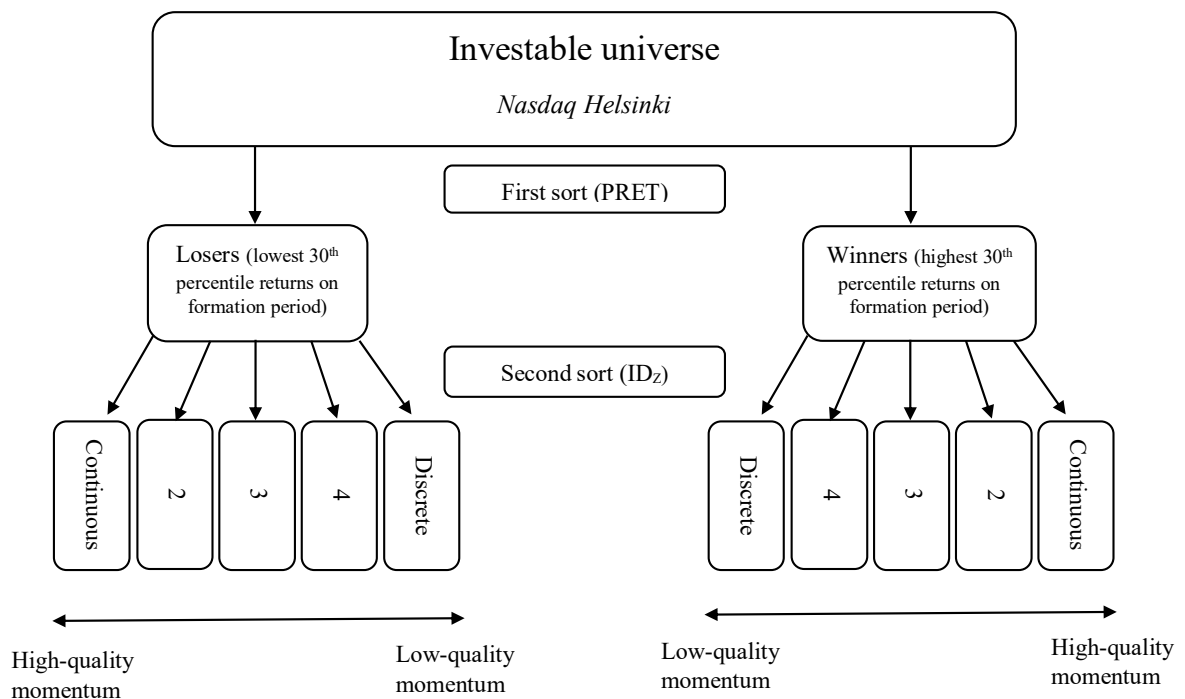 Investable universe
Nasdaq Helsinki
First sort (PRET)
Losers (lowest 30th
percentile returns on
formation period)
Winners (highest 30th
percentile returns on
formation period)
Second sort (IDZ)
Continuous
2
3
4
Discrete
Discrete
4
3
2
Continuous
High-quality
momentum
Low-quality
momentum
Low-quality
momentum
High-quality
momentum